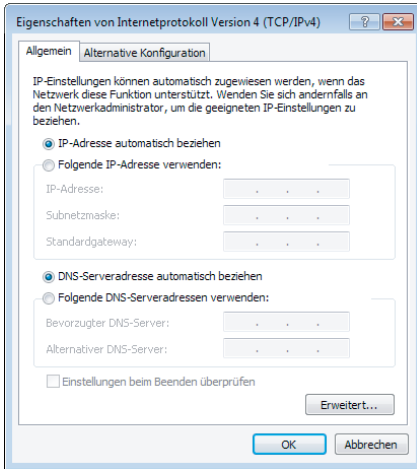 Eigenschaften von Internetprotokoll Version 4 (TCP/IPv4)
Allgemein Alternative Konfiguration
IP-Einstellungen können automatisch zugewiesen werden, wenn das
Netzwerk diese Funktion unterstützt. Wenden Sie sich andernfalls an
den Netzwerkadministrator, um die geeigneten IP-Einstellungen zu
beziehen.
IP-Adresse automatisch beziehen
Folgende IP-Adresse verwenden:
IP-Adresse: . . .
Subnetzmaske: . . .
Standardgateway: . . .
DNS-Serveradresse automatisch beziehen
Folgende DNS-Serveradressen verwenden:
Bevorzugter DNS-Server: . . .
Alternativer DNS-Server: . . .
Einstellungen beim Beenden überprüfen
Erweitert...
OK Abbrechen